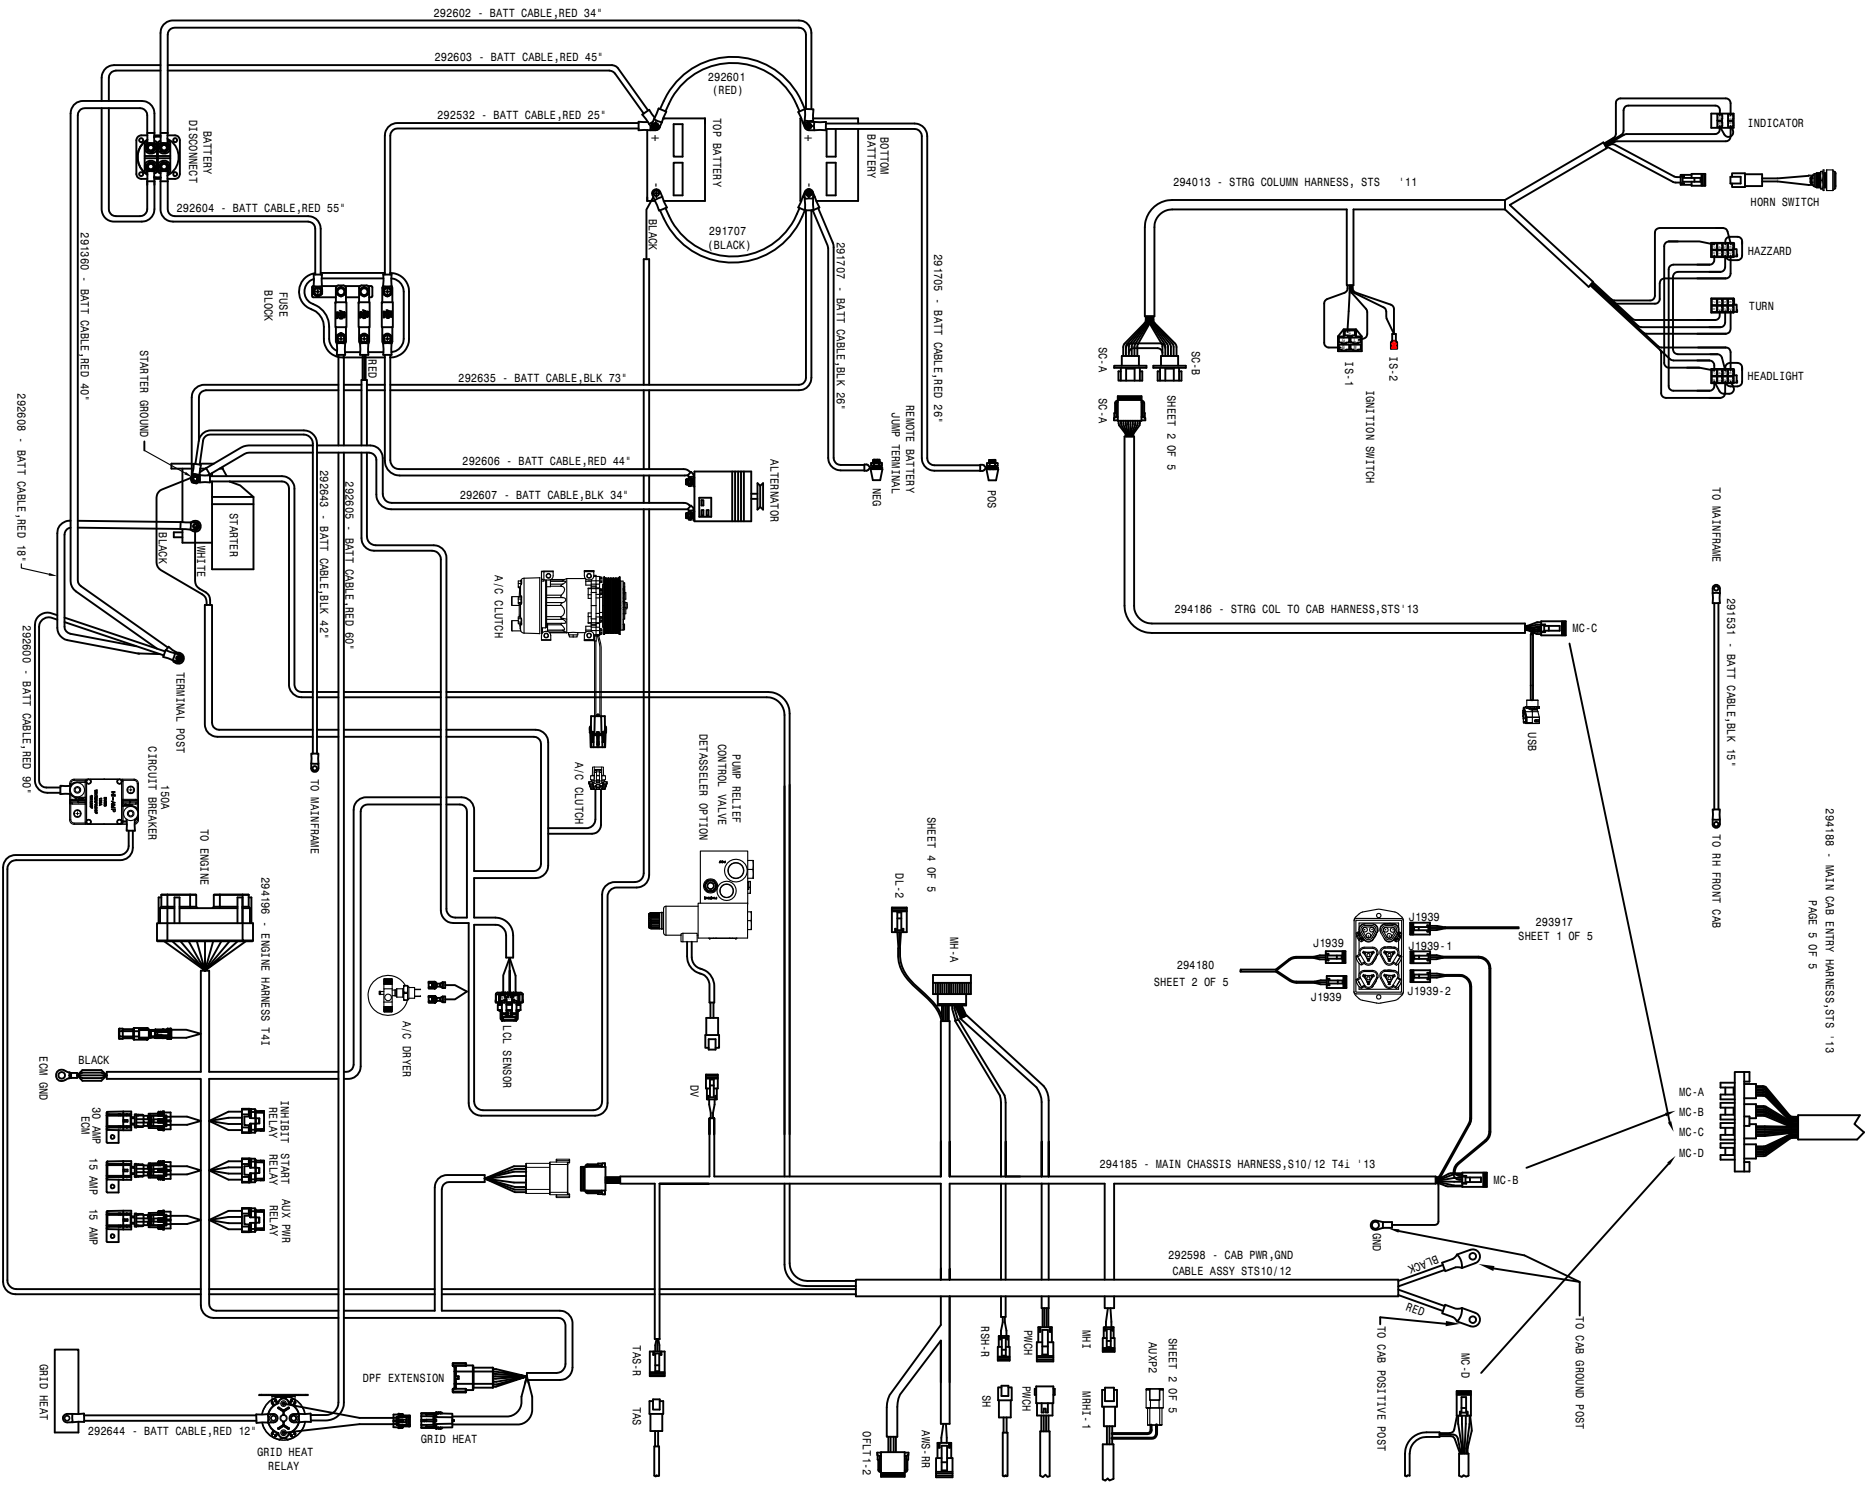 292602 - BATT CABLE,RED 34"
292603 - BATT CABLE,RED 45"
292601
(RED)
292532 - BATT CABLE,RED 25"
BATTERY
DISCONNECT
TOP BATTERY
+
-
BOTTOM
BATTERY
+
-
292604 - BATT CABLE,RED 55"
291707
(BLACK)
BLACK
291360 - BATT CABLE,RED 40"
FUSE
BLOCK
RED
291707 - BATT CABLE,BLK 26"
291705 - BATT CABLE,RED 26"
REMOTE BATTERY
JUMP TERMINAL
NEG
POS
STARTER GROUND
292635 - BATT CABLE,BLK 73"
292606 - BATT CABLE,RED 44"
292607 - BATT CABLE,BLK 34"
ALTERNATOR
292608 - BATT CABLE,RED 18"
STARTER
BLACK
WHITE
292643 - BATT CABLE,BLK 42"
292605 - BATT CABLE,RED 60"
292600 - BATT CABLE,RED 90"
TERMINAL POST
TO MAINFRAME
150A
CIRCUIT BREAKER
A/C CLUTCH
A/C CLUTCH
PUMP RELIEF
CONTROL VALVE
DETASSELER OPTION
INDICATOR
HORN SWITCH
294013 - STRG COLUMN HARNESS, STS '11
HAZZARD
TURN
HEADLIGHT
SC-A
SC-B
SC-A
SHEET 2 OF 5
IS-1
IS-2
IGNITION SWITCH
294186 - STRG COL TO CAB HARNESS,STS'13
MC-C
USB
TO MAINFRAME
291531 - BATT CABLE,BLK 15"
TO RH FRONT CAB
294188 - MAIN CAB ENTRY HARNESS,STS '13
PAGE 5 OF 5
TO ENGINE
294196 - ENGINE HARNESS T4I
SHEET 4 OF 5
DL-2
MH-A
J1939
293917
SHEET 1 OF 5
J1939
J1939-1
294180
SHEET 2 OF 5
J1939
J1939-2
A/C DRYER
LCL SENSOR
DV
ECM GND
BLACK
MC-A
MC-B
MC-C
MC-D
INHIBIT
RELAY
30 AMP
ECM
START
RELAY
15 AMP
AUX PWR
RELAY
15 AMP
294185 - MAIN CHASSIS HARNESS,S10/12 T4i '13
MC-B
GND
292598 - CAB PWR,GND
CABLE ASSY STS10/12
BLACK
RED
TO CAB GROUND POST
TO CAB POSITIVE POST
MC-D
TAS-R
TAS
RSH-R
SH
PWCH
PWCH
MHI
MRHI-1
AUXP2
SHEET 2 OF 5
OFLT1-2
AWS-RR
GRID HEAT
DPF EXTENSION
292644 - BATT CABLE,RED 12"
GRID HEAT
GRID HEAT
RELAY